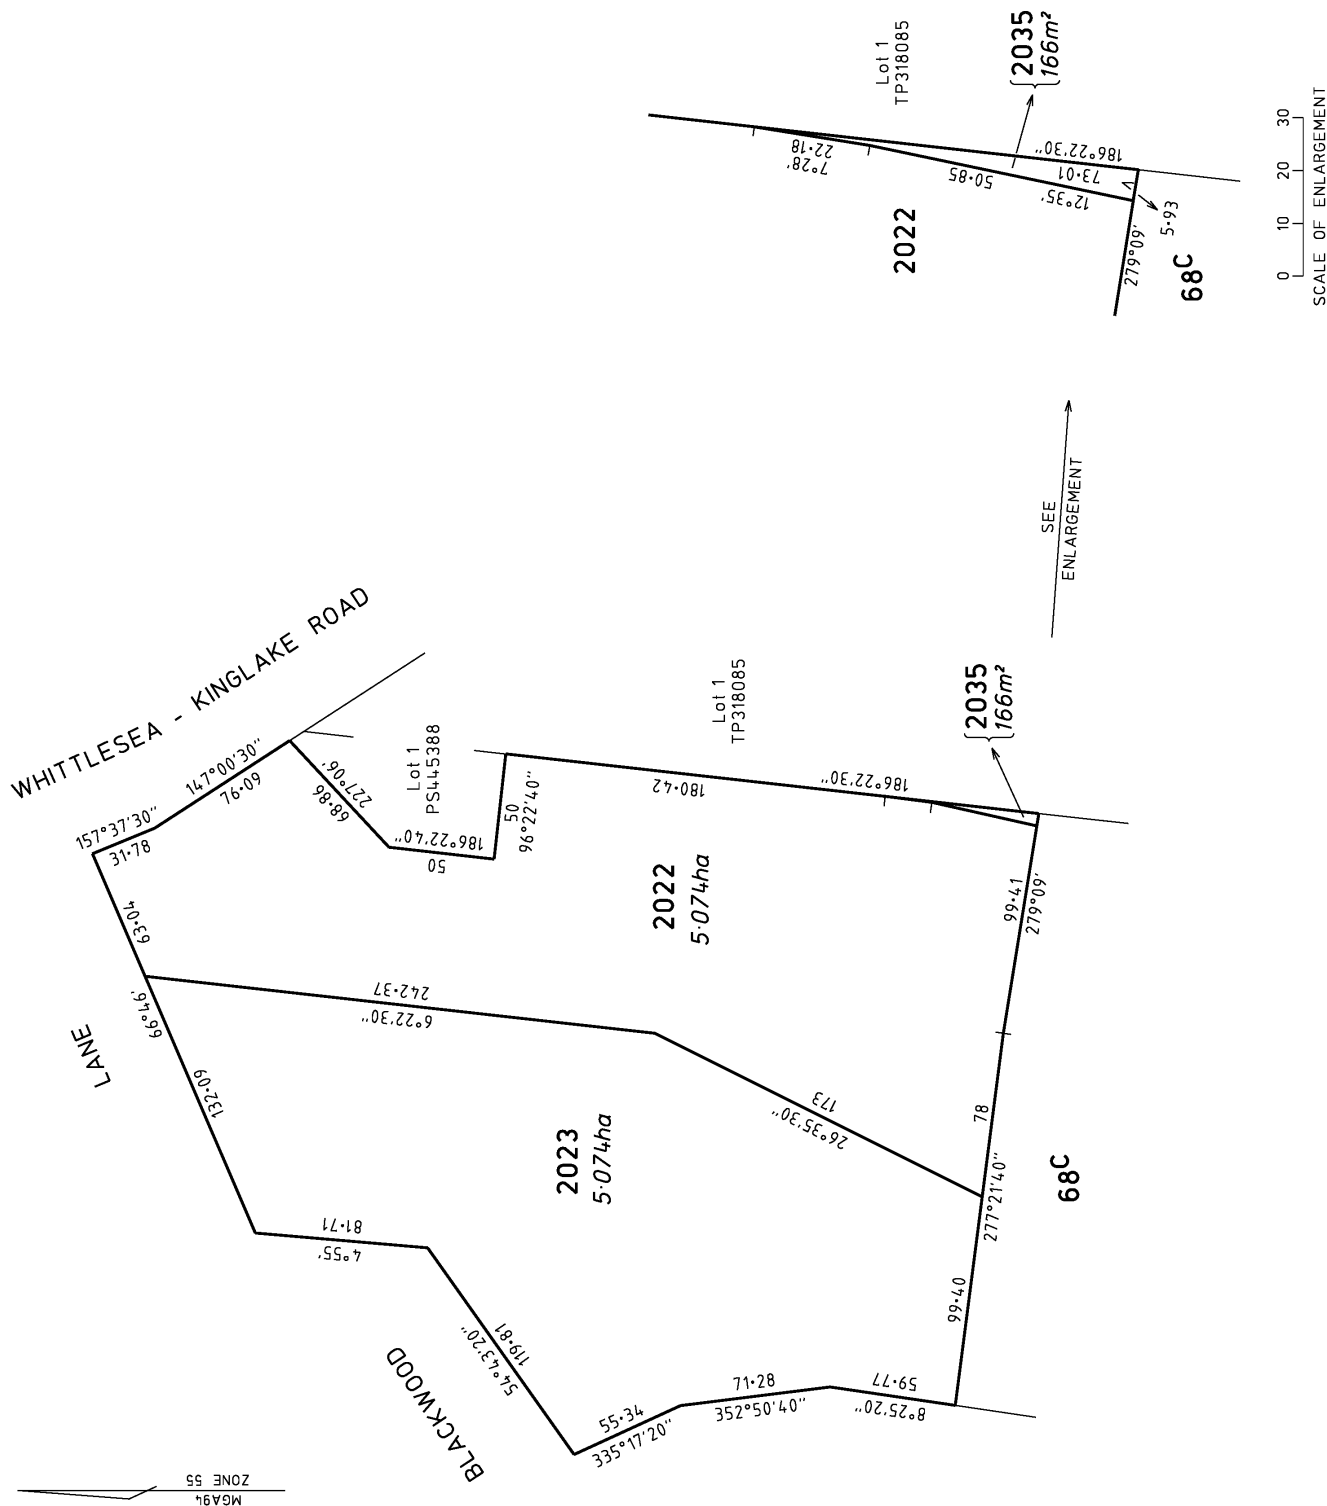 Lot 1
TP318085
2035
166m²
186°22'30"
73·01
22·18
7°28'
50·85
12°35'
5·93
279°09'
2022
68C
0 10 20 30
SCALE OF ENLARGEMENT
SEE
ENLARGEMENT
WHITTLESEA - KINGLAKE ROAD
147°00'30"
76·09
157°37'30"
31·78
227°06'
68·86
Lot 1
PS445388
186°22'40"
50
50
96°22'40"
Lot 1
TP318085
180·42
186°22'30"
2035
166m²
63·04
66°46'
LANE
132·09
242·37
6°22'30"
2022
5·074ha
99·41
279°09'
173
26°35'30"
78
277°21'40"
68C
2023
5·074ha
81·71
4°55'
119·81
54°43'20"
BLACKWOOD
55·34
335°17'20"
71·28
352°50'40"
59·77
8°25'20"
99·40
MGA94
ZONE 55